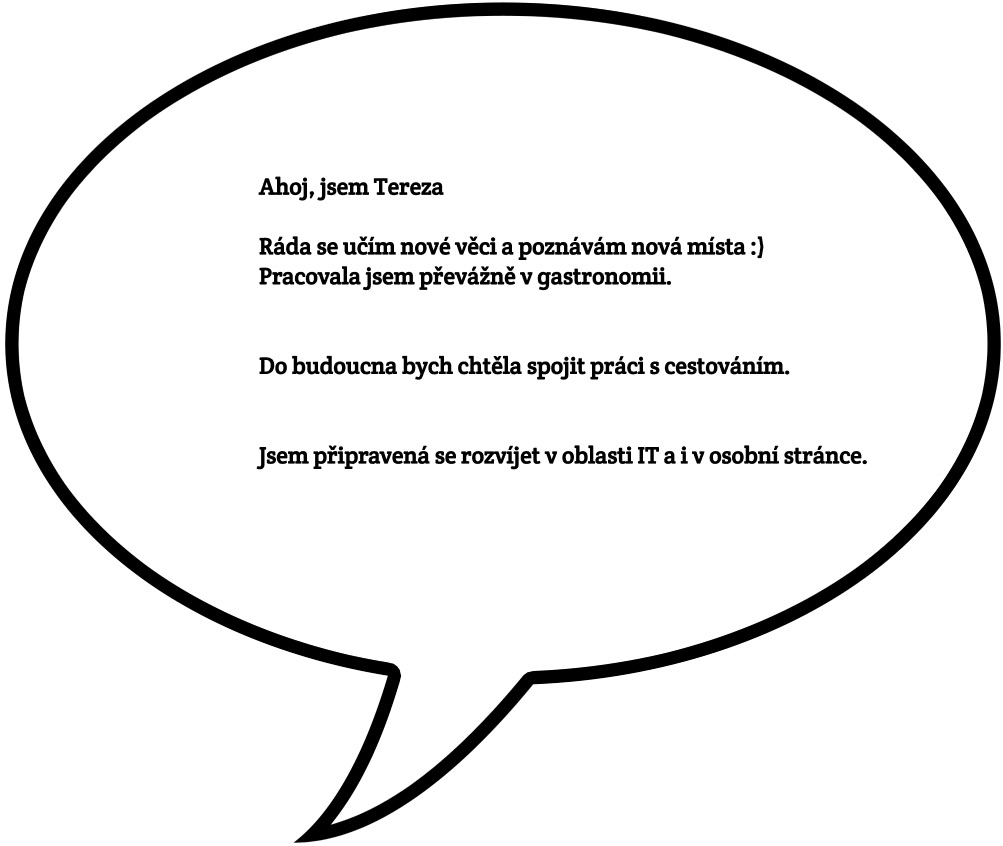 Ahoj, jsem Tereza
Ráda se učím nové věci a poznávám nová místa :)
Pracovala jsem převážně v gastronomii.
Do budoucna bych chtěla spojit práci s cestováním.
Jsem připravená se rozvíjet v oblasti IT a i v osobní stránce.